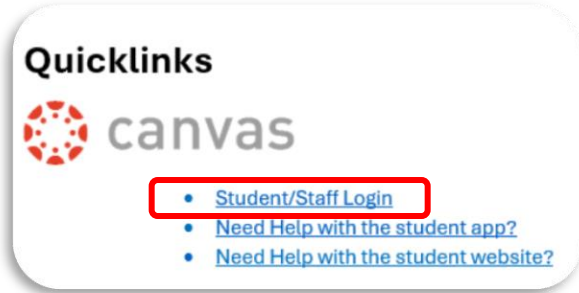 Quicklinks
canvas
• Student/Staff Login
• Need Help with the student app?
• Need Help with the student website?